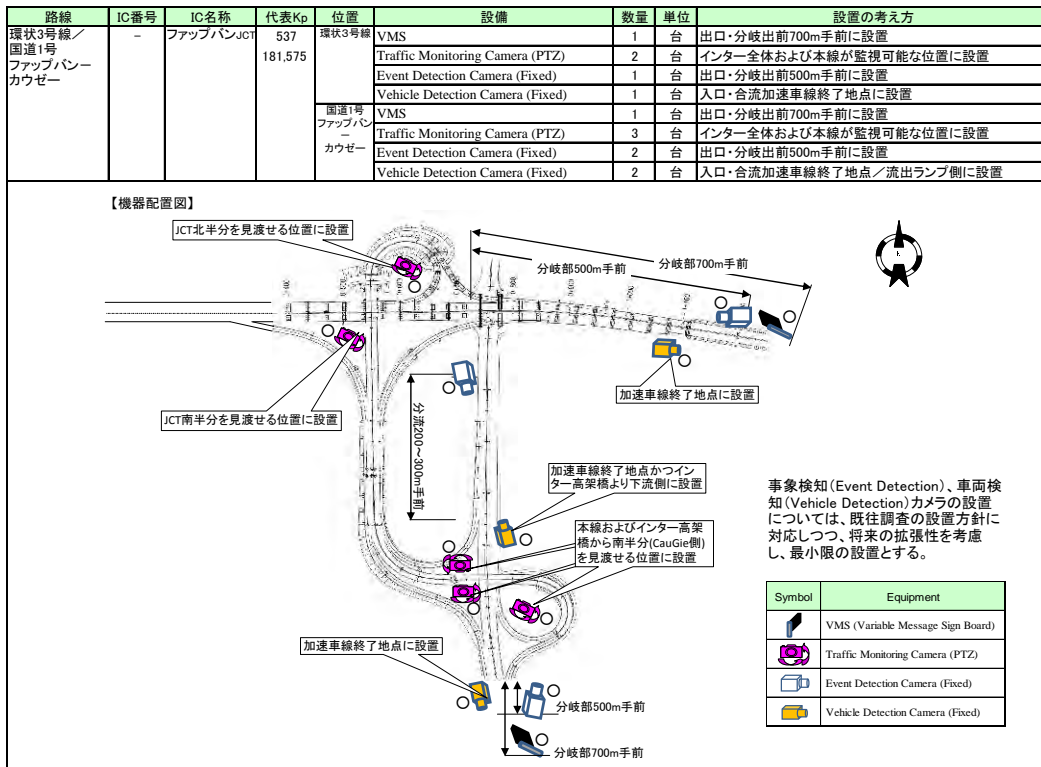 路線 IC番号 IC名称 代表Kp 位置 設備 数量 単位 設置の考え方
環状3号線／ － ファップバンJCT 537 環状3号線 VMS 1 台 出口・分岐出前700m手前に設置
国道1号 181,575 Traffic Monitoring Camera (PTZ) 2 台 インター全体および本線が監視可能な位置に設置
ファップバンー Event Detection Camera (Fixed) 1 台 出口・分岐出前500m手前に設置
カウゼー Vehicle Detection Camera (Fixed) 1 台 入口・合流加速車線終了地点に設置
国道1号 VMS 1 台 出口・分岐出前700m手前に設置
ファップバン Traffic Monitoring Camera (PTZ) 3 台 インター全体および本線が監視可能な位置に設置
ー
カウゼー Event Detection Camera (Fixed) 2 台 出口・分岐出前500m手前に設置
Vehicle Detection Camera (Fixed) 2 台 入口・合流加速車線終了地点／流出ランプ側に設置
【機器配置図】
JCT北半分を見渡せる位置に設置
分岐部700m手前
分岐部500m手前
加速車線終了地点に設置
JCT南半分を見渡せる位置に設置
分流200～300m手前
加速車線終了地点かつイン
ター高架橋より下流側に設置
本線およびインター高架
橋から南半分(CauGie側)
を見渡せる位置に設置
加速車線終了地点に設置
分岐部500m手前
分岐部700m手前
事象検知(Event Detection)、車両検
知(Vehicle Detection)カメラの設置
については、既往調査の設置方針に
対応しつつ、将来の拡張性を考慮
し、最小限の設置とする。
Symbol Equipment
VMS (Variable Message Sign Board)
Traffic Monitoring Camera (PTZ)
Event Detection Camera (Fixed)
Vehicle Detection Camera (Fixed)